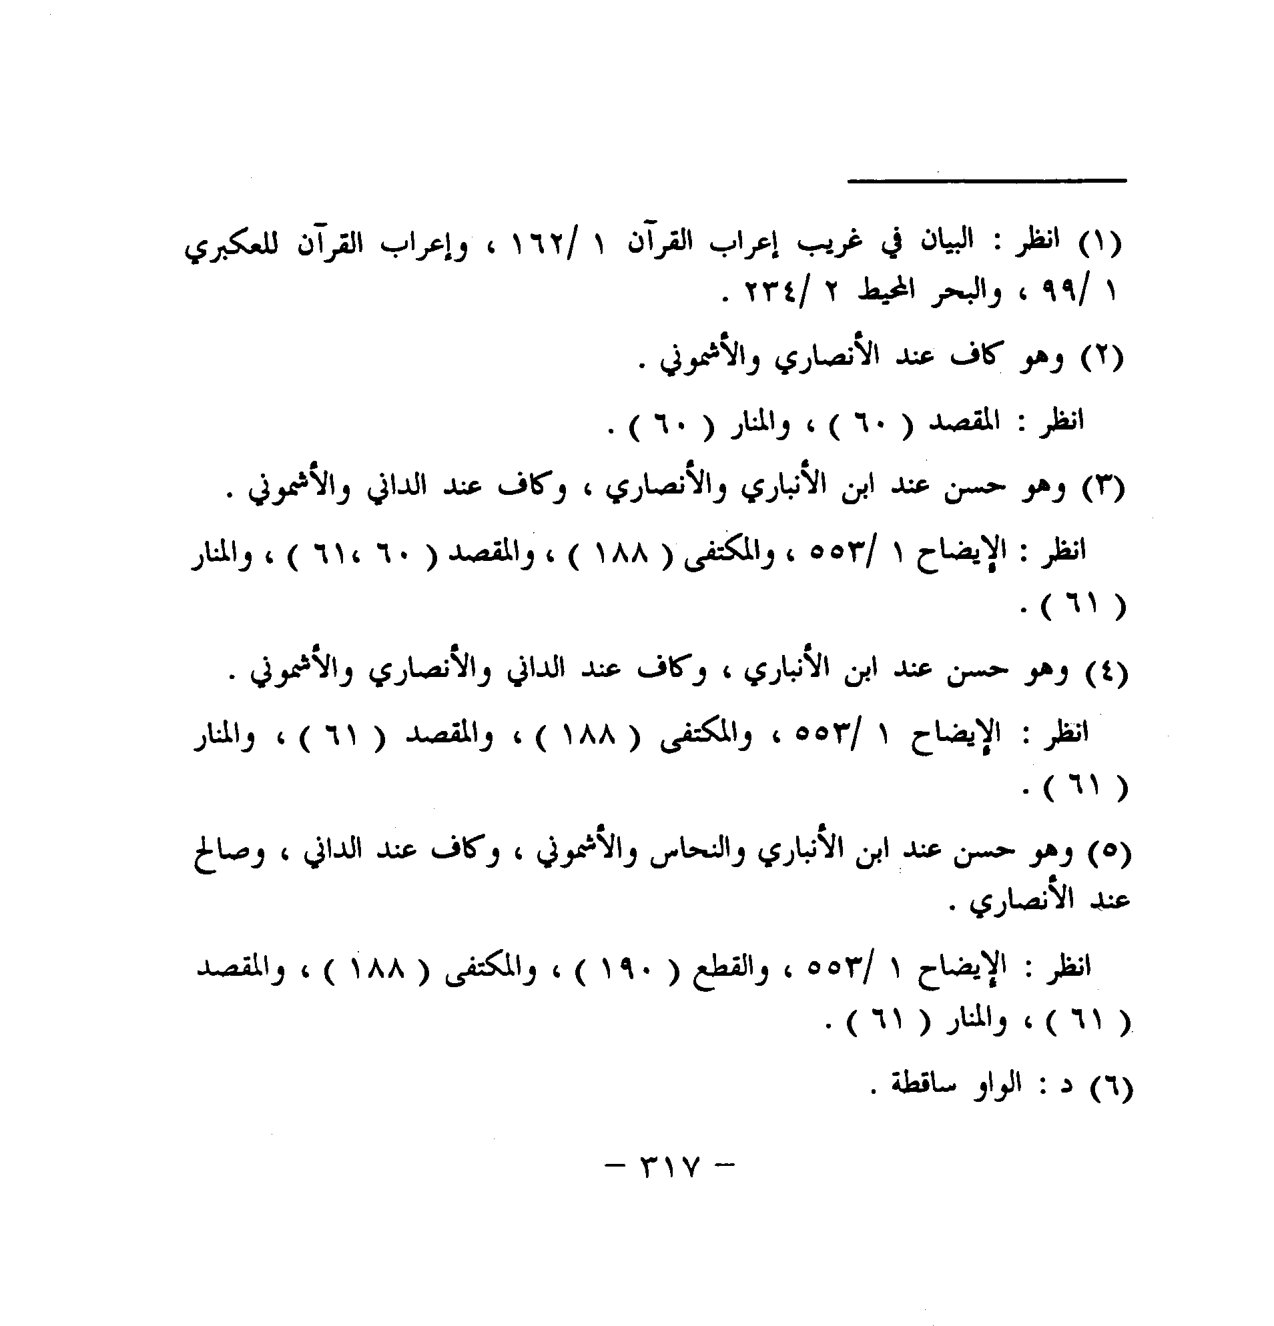 (١) انظر : البيان في غريب إعراب القرآن ١ /١٦٢ ، وإعراب القرآن للعكبري
١ /٩٩ ، والبحر المحيط ٢ /٢٣٤ .
(٢) وهو كاف عند الأنصاري والأشموني .
انظر : المقصد ( ٦٠ ) ، والمنار ( ٦٠ ) .
(٣) وهو حسن عند ابن الأنباري والأنصاري ، وكاف عند الداني والأشموني .
انظر : الإيضاح ١ /٥٥٣ ، والمكتفى ( ١٨٨ ) ، والمقصد ( ٦٠ ،٦١ ) ، والمنار
( ٦١ ) .
(٤) وهو حسن عند ابن الأنباري ، وكاف عند الداني والأنصاري والأشموني .
انظر : الإيضاح ١ /٥٥٣ ، والمكتفى ( ١٨٨ ) ، والمقصد ( ٦١ ) ، والمنار
( ٦١ ) .
(٥) وهو حسن عند ابن الأنباري والنحاس والأشموني ، وكاف عند الداني ، وصالح
عند الأنصاري .
انظر : الإيضاح ١ /٥٥٣ ، والقطع ( ١٩٠ ) ، والمكتفى ( ١٨٨ ) ، والمقصد
( ٦١ ) ، والمنار ( ٦١ ) .
(٦) د : الواو ساقطة .
– ٣١٧ –